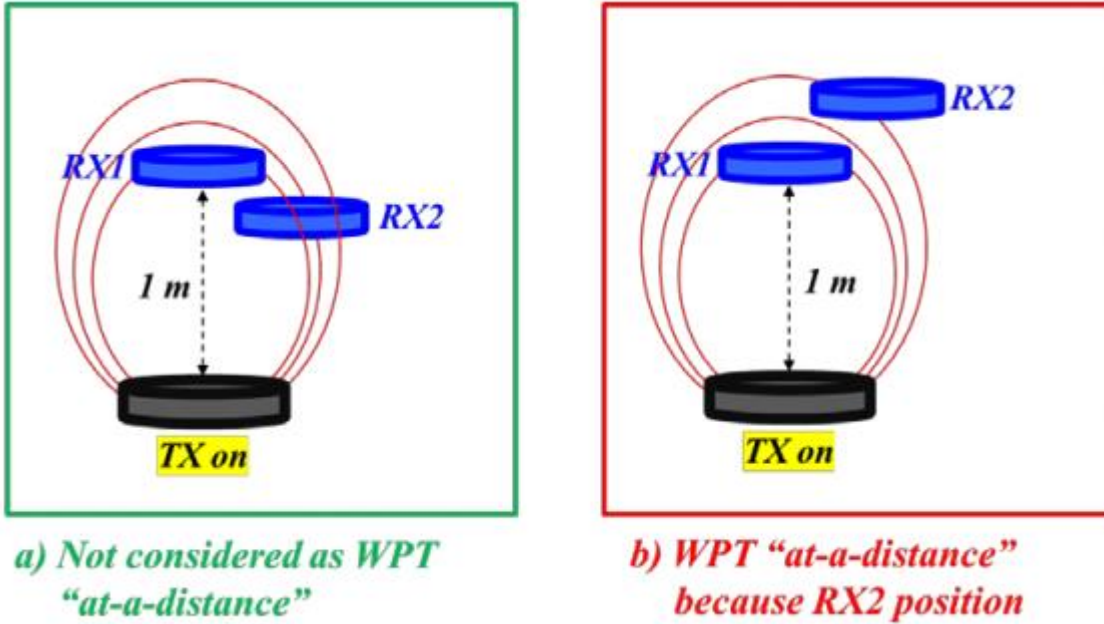 RX1
RX2
1 m
TX on
a) Not considered as WPT
“at-a-distance”
RX2
RX1
1 m
TX on
b) WPT “at-a-distance”
because RX2 position